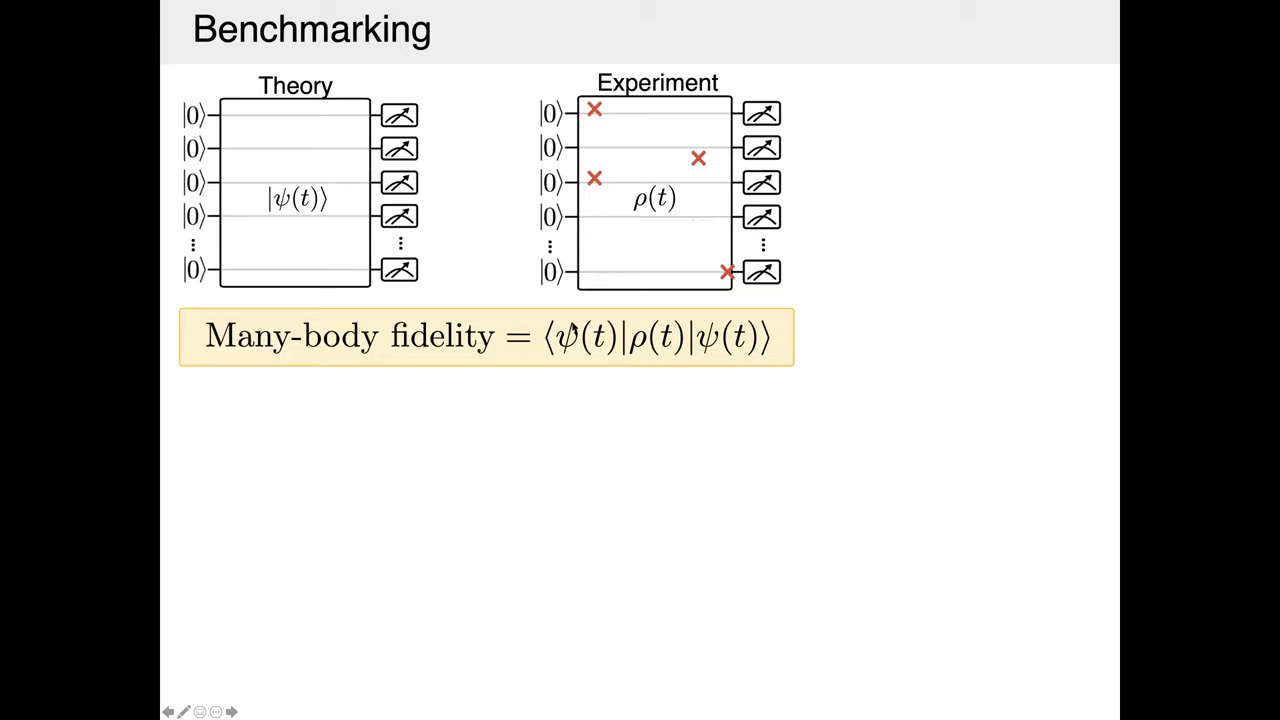 Benchmarking
Theory
|0⟩
|0⟩
|0⟩
|0⟩
⋮
|0⟩
|ψ(t)⟩
⋮
Experiment
|0⟩
|0⟩
|0⟩
|0⟩
⋮
|0⟩
ρ(t)
⋮
Many-body fidelity = ⟨ψ(t)|ρ(t)|ψ(t)⟩